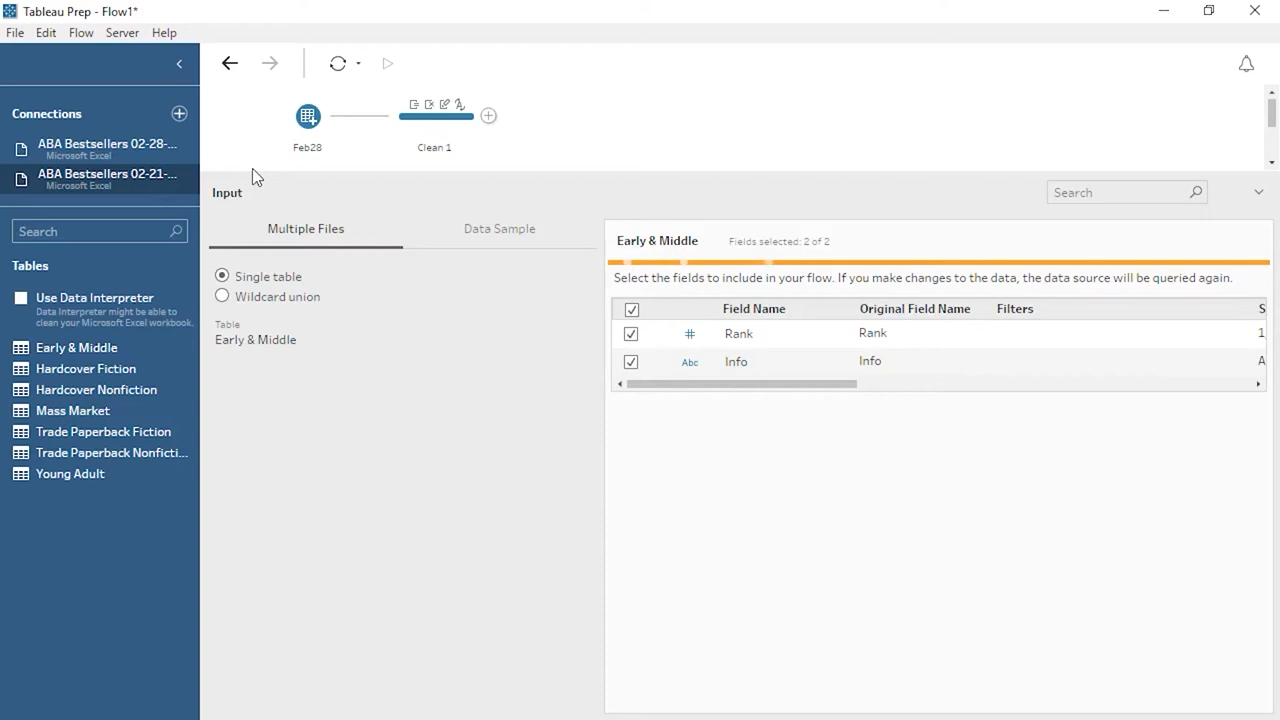 Tableau Prep - Flow1*
File Edit Flow Server Help
Connections
ABA Bestsellers 02-28-...
Microsoft Excel
ABA Bestsellers 02-21-...
Microsoft Excel
Search
Tables
Use Data Interpreter
Data Interpreter might be able to
clean your Microsoft Excel workbook.
Early & Middle
Hardcover Fiction
Hardcover Nonfiction
Mass Market
Trade Paperback Fiction
Trade Paperback Nonficti...
Young Adult
Feb28
Clean 1
Input
Search
Multiple Files
Data Sample
Single table
Wildcard union
Table
Early & Middle
Early & Middle Fields selected: 2 of 2
Select the fields to include in your flow. If you make changes to the data, the data source will be queried again.
Field Name Original Field Name Filters S
# Rank Rank 1
Abc Info Info A